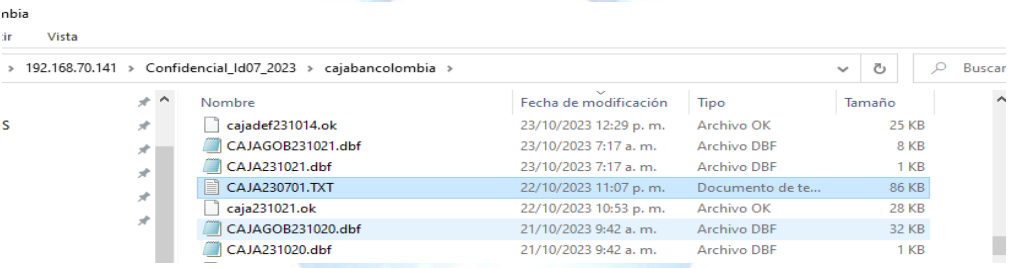 nbia
ir Vista
> 192.168.70.141 > Confidencial_Id07_2023 > cajabancolombia > Buscar
Nombre Fecha de modificación Tipo Tamaño
S cajadef231014.ok 23/10/2023 12:29 p. m. Archivo OK 25 KB
CAJAGOB231021.dbf 23/10/2023 7:17 a. m. Archivo DBF 8 KB
CAJA231021.dbf 23/10/2023 7:17 a. m. Archivo DBF 1 KB
CAJA230701.TXT 22/10/2023 11:07 p. m. Documento de te... 86 KB
caja231021.ok 22/10/2023 10:53 p. m. Archivo OK 28 KB
CAJAGOB231020.dbf 21/10/2023 9:42 a. m. Archivo DBF 32 KB
CAJA231020.dbf 21/10/2023 9:42 a. m. Archivo DBF 1 KB